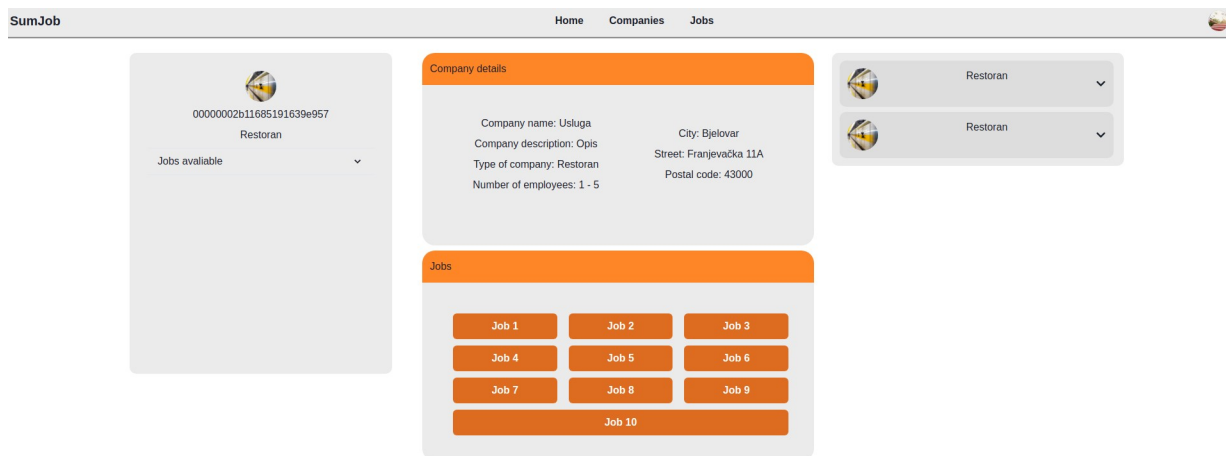 SumJob
Home Companies Jobs
00000002b11685191639e957
Restoran
Jobs avaliable
Company details
Company name: Usluga
Company description: Opis
Type of company: Restoran
Number of employees: 1 - 5
City: Bjelovar
Street: Franjevačka 11A
Postal code: 43000
Jobs
Job 1 Job 2 Job 3
Job 4 Job 5 Job 6
Job 7 Job 8 Job 9
Job 10
Restoran
Restoran